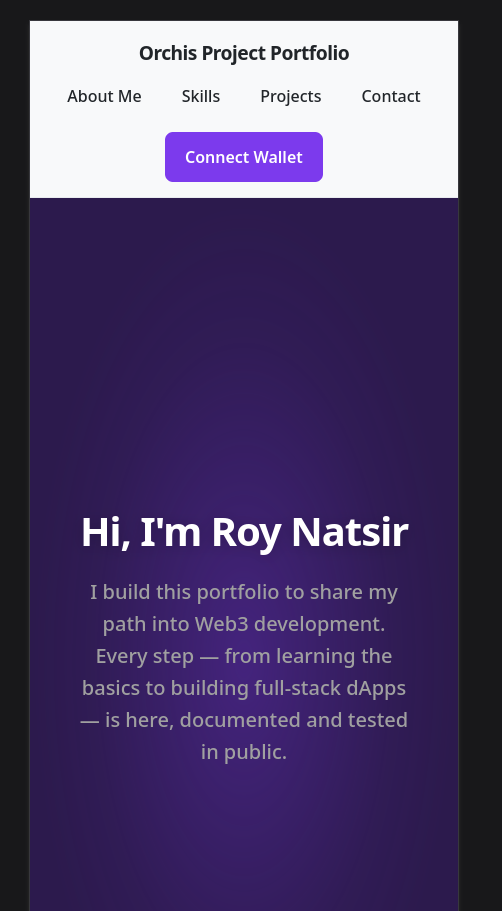 Orchis Project Portfolio
About Me Skills Projects Contact
Connect Wallet
Hi, I'm Roy Natsir
I build this portfolio to share my
path into Web3 development.
Every step — from learning the
basics to building full-stack dApps
— is here, documented and tested
in public.